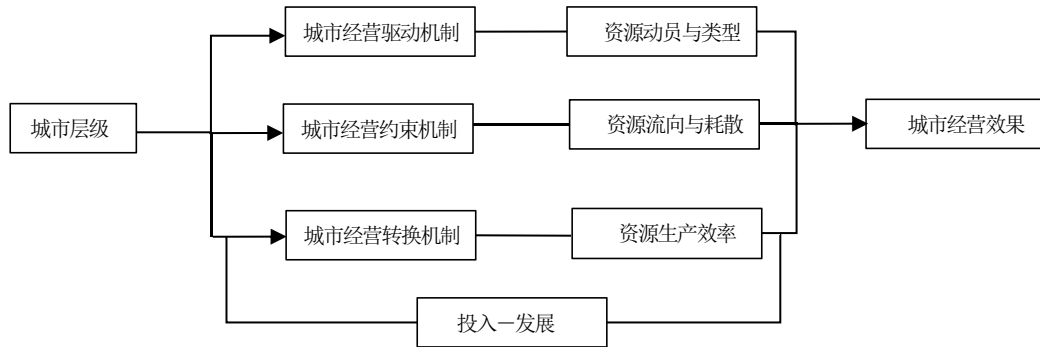 城市经营驱动机制
资源动员与类型
城市层级
城市经营约束机制
资源流向与耗散
城市经营效果
城市经营转换机制
资源生产效率
投入－发展